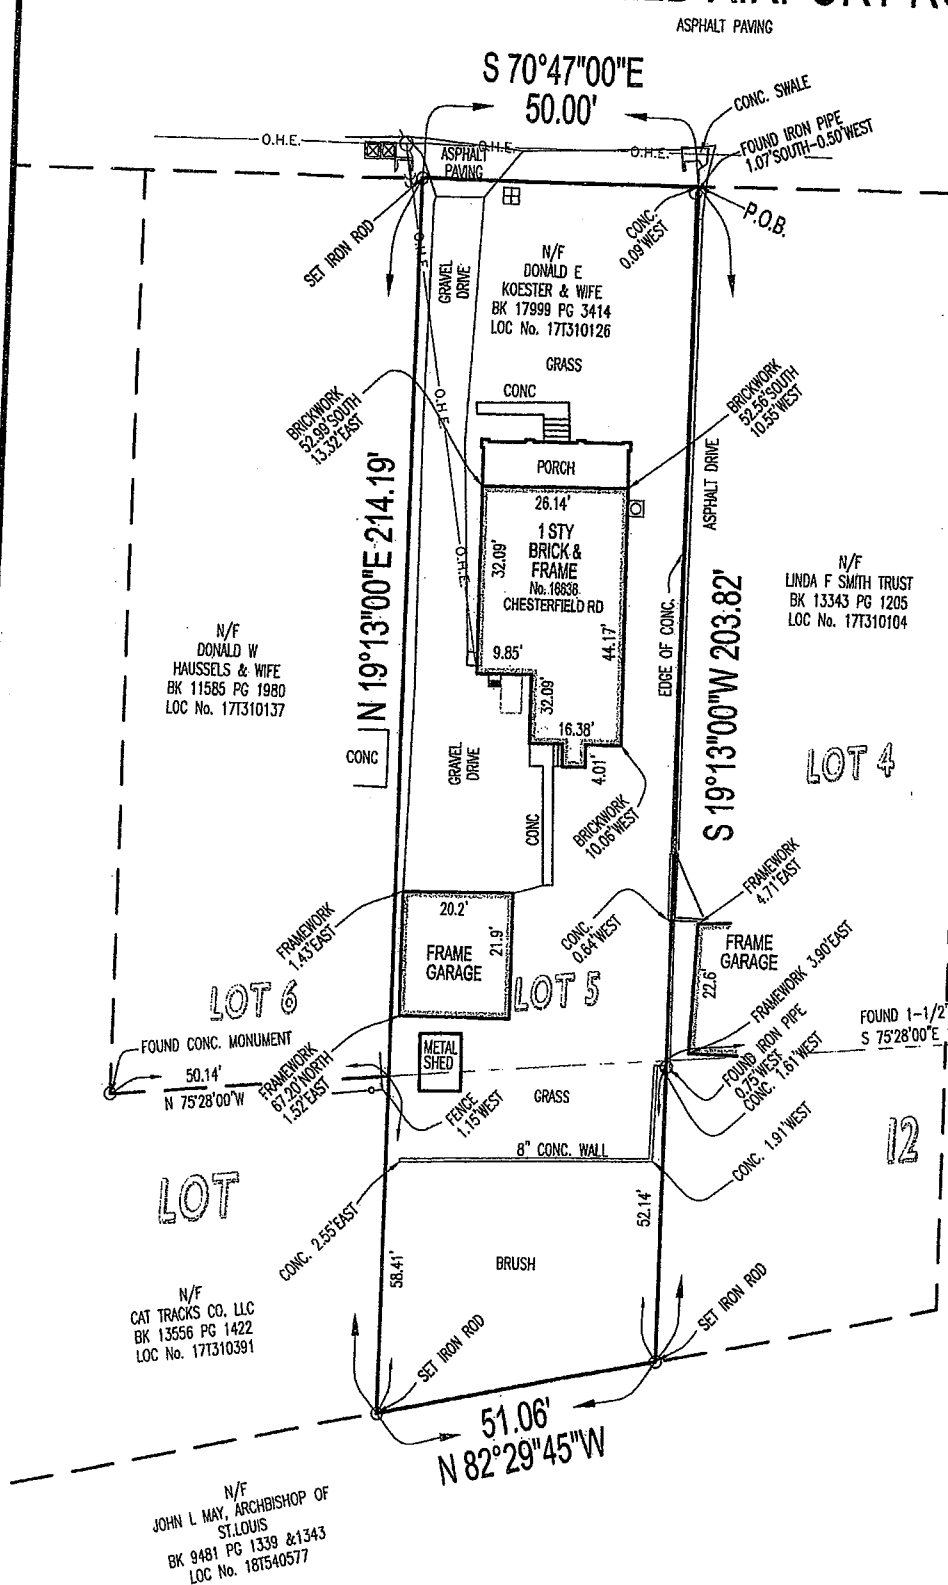 ASPHALT PAVING
S 70°47"00"E
50.00'
CONC. SWALE
FOUND IRON PIPE
1.07'SOUTH-0.50'WEST
O.H.E.
O.H.E.
O.H.E.
ASPHALT
PAVING
P.O.B.
SET IRON ROD
O.H.E.
GRAVEL
DRIVE
N/F
DONALD E
KOESTER & WIFE
BK 17999 PG 3414
LOC No. 17T310126
CONC.
0.09'WEST
GRASS
CONC
O.H.E.
BRICKWORK
52.99'SOUTH
13.32'EAST
BRICKWORK
52.56'SOUTH
10.55'WEST
PORCH
26.14'
ASPHALT DRIVE
N 19°13"00"E 214.19'
O.H.E.
32.09'
1 STY
BRICK &
FRAME
No. 16638
CHESTERFIELD RD
44.17'
9.85'
32.09'
16.38'
4.01'
EDGE OF CONC.
S 19°13"00"W 203.82'
N/F
LINDA F SMITH TRUST
BK 13343 PG 1205
LOC No. 17T310104
N/F
DONALD W
HAUSSELS & WIFE
BK 11585 PG 1980
LOC No. 17T310137
CONC
GRAVEL
DRIVE
LOT 4
CONC
BRICKWORK
10.06'WEST
FRAMEWORK
4.71'EAST
FRAMEWORK
1.43'EAST
20.2'
21.9'
FRAME
GARAGE
CONC.
0.64'WEST
FRAME
GARAGE
22.6'
LOT 6
LOT 5
FRAMEWORK 3.90'EAST
FOUND IRON PIPE
0.75'WEST
CONC. 1.61'WEST
FOUND 1-1/2"
S 75°28'00"E
FOUND CONC. MONUMENT
50.14'
N 75°28'00"W
FRAMEWORK
67.20'NORTH
1.52'EAST
METAL
SHED
FENCE
1.15'WEST
GRASS
8" CONC. WALL
CONC. 1.91'WEST
12
LOT
CONC. 2.55'EAST
52.14'
58.41'
BRUSH
N/F
CAT TRACKS CO. LLC
BK 13556 PG 1422
LOC No. 17T310391
SET IRON ROD
SET IRON ROD
51.06'
N 82°29"45"W
N/F
JOHN L MAY, ARCHBISHOP OF
ST.LOUIS
BK 9481 PG 1339 &1343
LOC No. 18T540577